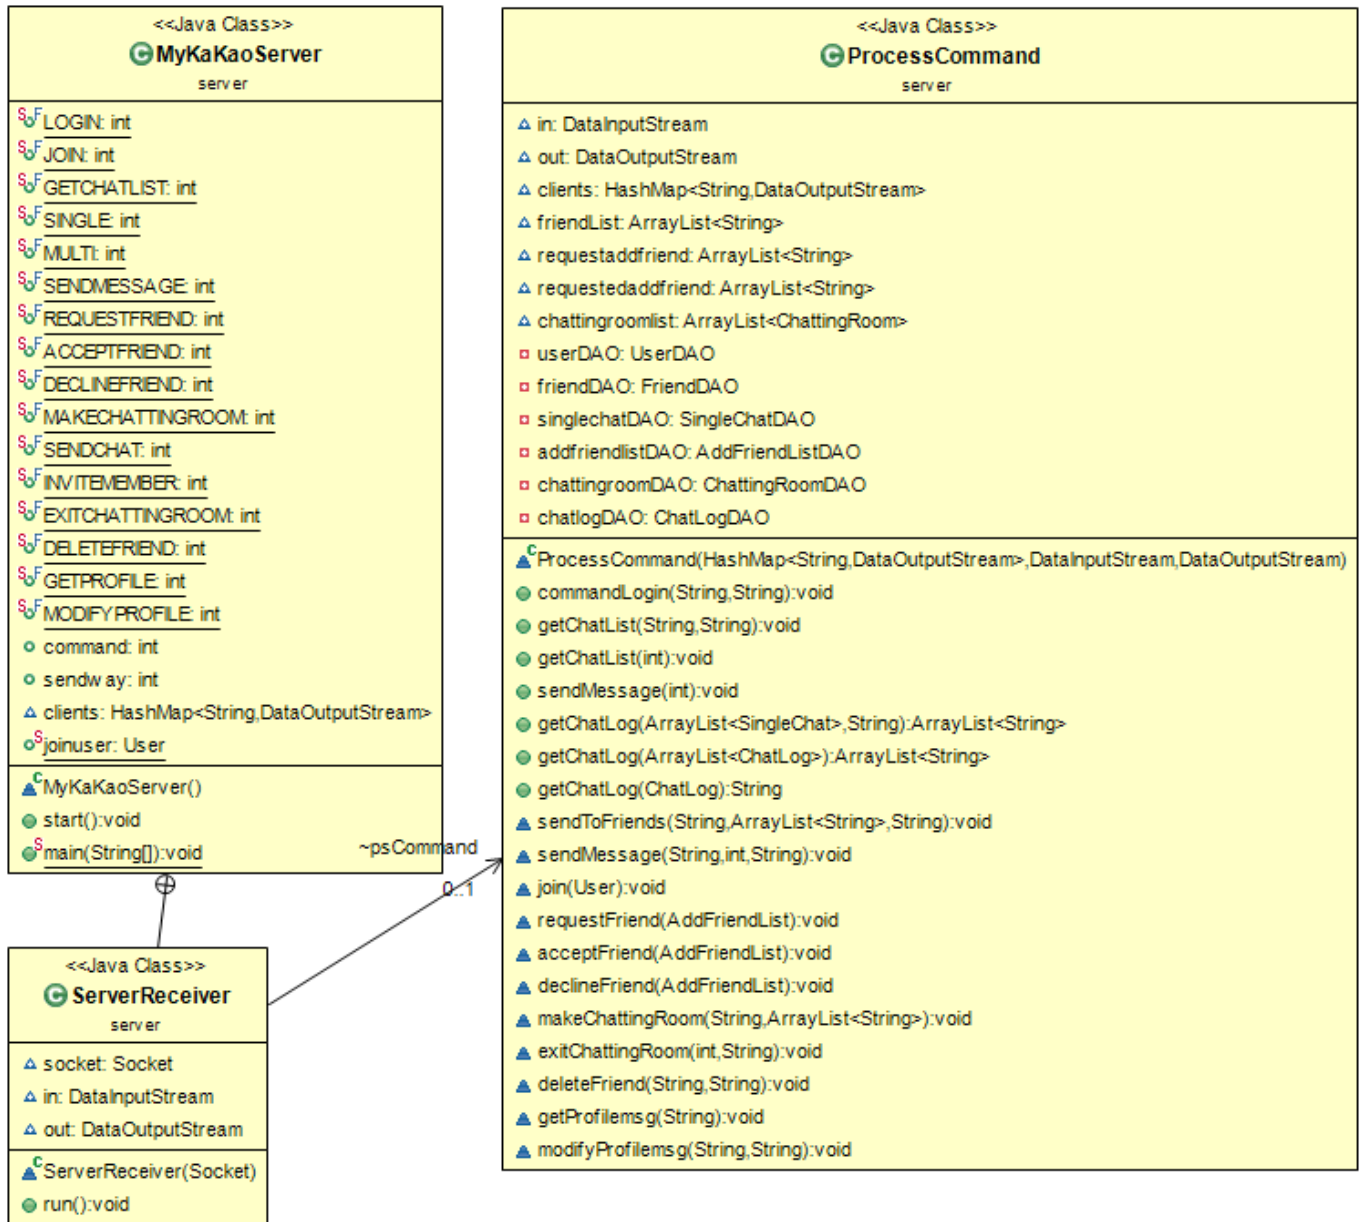 <<Java Class>>
MyKaKaoServer
server
LOGIN: int
JOIN: int
GETCHATLIST: int
SINGLE: int
MULTI: int
SENDMESSAGE: int
REQUESTFRIEND: int
ACCEPTFRIEND: int
DECLINEFRIEND: int
MAKECHATTINGROOM: int
SENDCHAT: int
INVITEMEMBER: int
EXITCHATTINGROOM: int
DELETEFRIEND: int
GETPROFILE: int
MODIFYPROFILE: int
command: int
sendway: int
clients: HashMap<String,DataOutputStream>
joinuser: User
MyKaKaoServer()
start():void
main(String[]):void
<<Java Class>>
ProcessCommand
server
in: DataInputStream
out: DataOutputStream
clients: HashMap<String,DataOutputStream>
friendList: ArrayList<String>
requestaddfriend: ArrayList<String>
requestedaddfriend: ArrayList<String>
chattingroomlist: ArrayList<ChattingRoom>
userDAO: UserDAO
friendDAO: FriendDAO
singlechatDAO: SingleChatDAO
addfriendlistDAO: AddFriendListDAO
chattingroomDAO: ChattingRoomDAO
chatlogDAO: ChatLogDAO
ProcessCommand(HashMap<String,DataOutputStream>,DataInputStream,DataOutputStream)
commandLogin(String,String):void
getChatList(String,String):void
getChatList(int):void
sendMessage(int):void
getChatLog(ArrayList<SingleChat>,String):ArrayList<String>
getChatLog(ArrayList<ChatLog>):ArrayList<String>
getChatLog(ChatLog):String
sendToFriends(String,ArrayList<String>,String):void
sendMessage(String,int,String):void
join(User):void
requestFriend(AddFriendList):void
acceptFriend(AddFriendList):void
declineFriend(AddFriendList):void
makeChattingRoom(String,ArrayList<String>):void
exitChattingRoom(int,String):void
deleteFriend(String,String):void
getProfilemsg(String):void
modifyProfilemsg(String,String):void
~psCommand
0..1
<<Java Class>>
ServerReceiver
server
socket: Socket
in: DataInputStream
out: DataOutputStream
ServerReceiver(Socket)
run():void